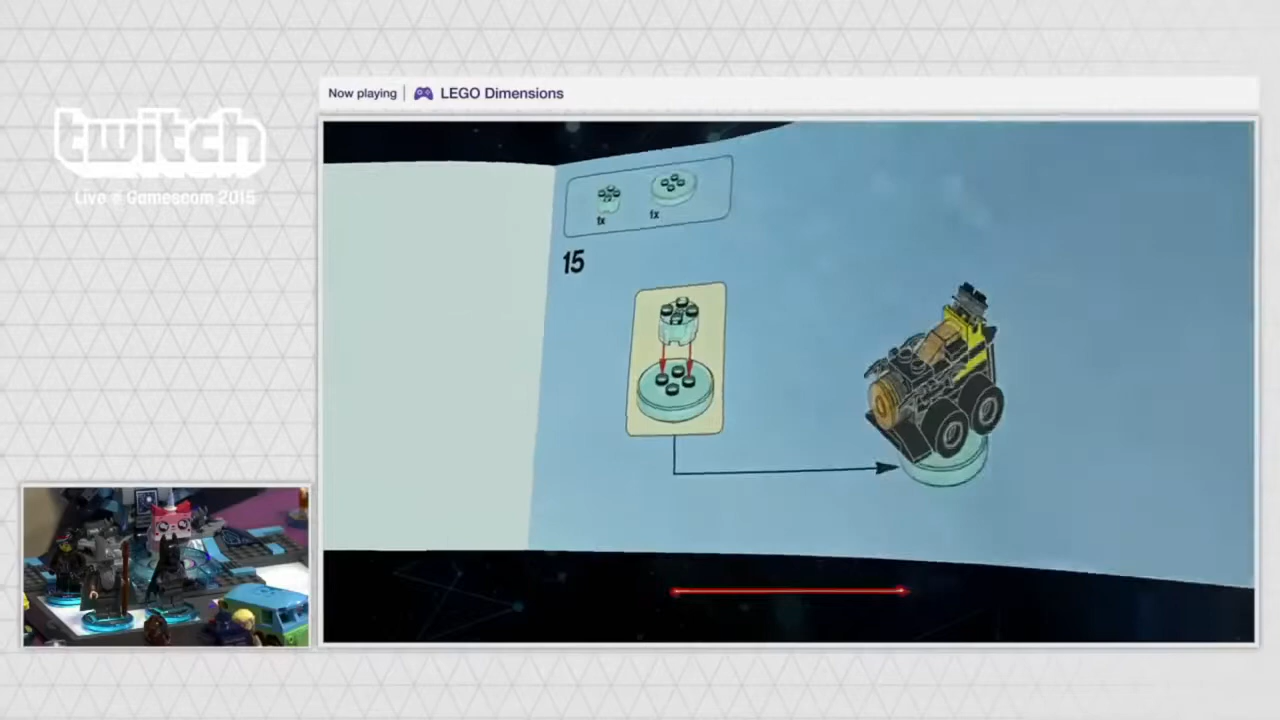 Now playing | LEGO Dimensions
twitch
Live @ Gamescom 2015
1x 1x
15